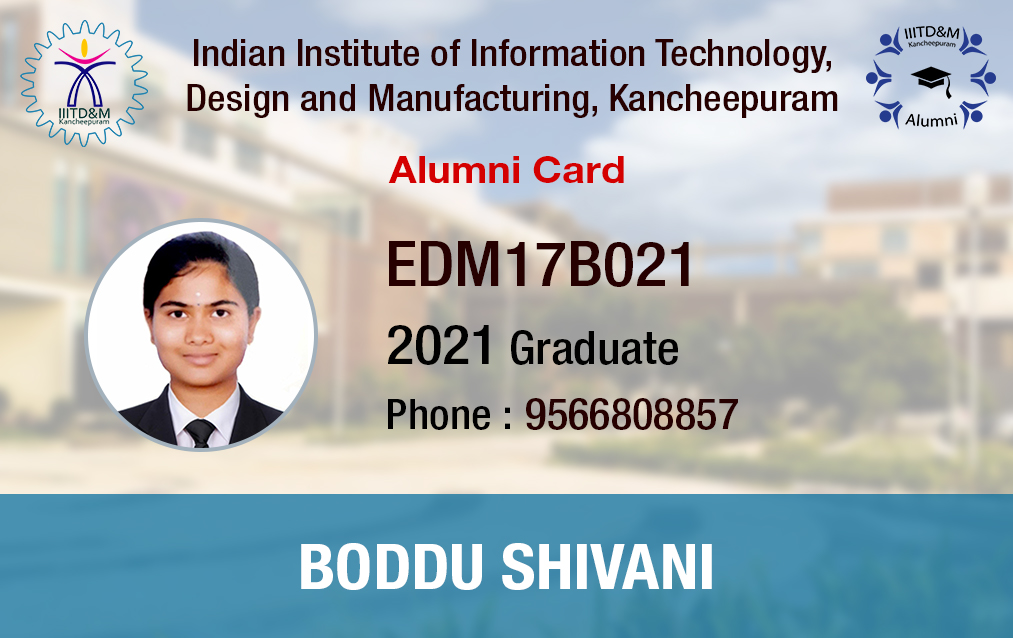 IIITD&M
Kancheepuram
Indian Institute of Information Technology,
Design and Manufacturing, Kancheepuram
IIITD&M
Kancheepuram
Alumni
Alumni Card
EDM17B021
2021 Graduate
Phone : 9566808857
BODDU SHIVANI